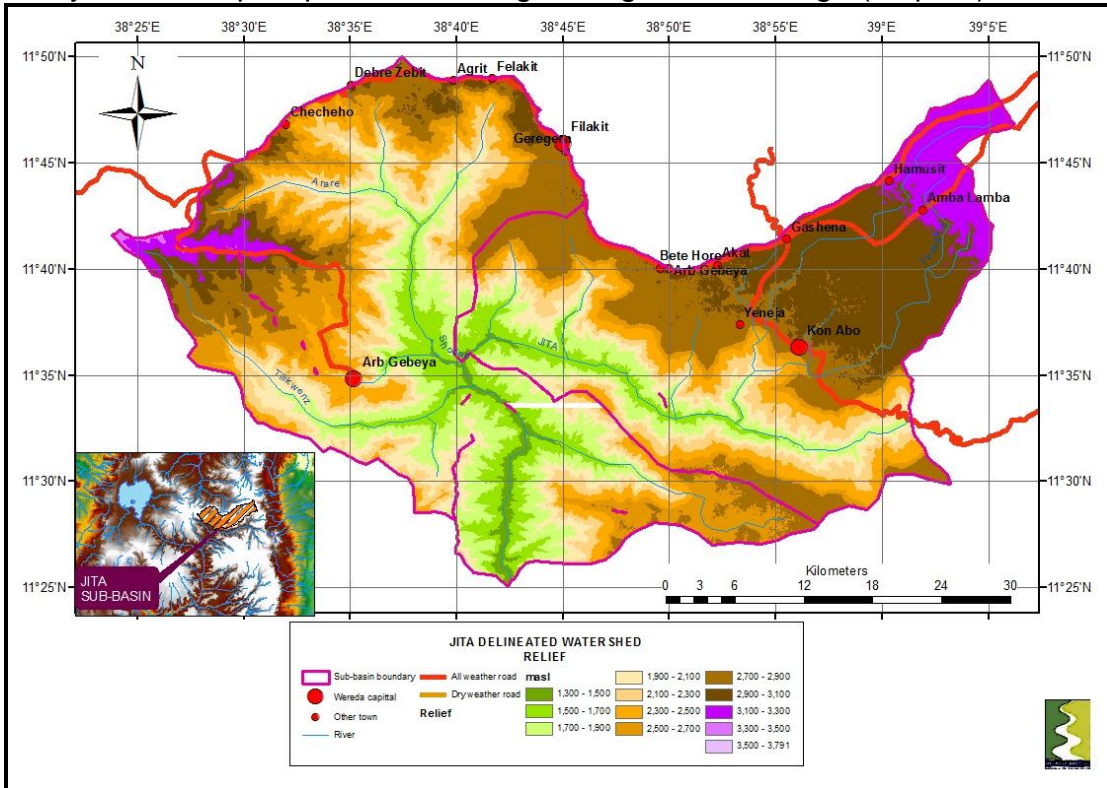 38°25'E 38°30'E 38°35'E 38°40'E 38°45'E 38°50'E 38°55'E 39°E 39°5'E
11°50'N 11°50'N
N
Debre Zebit Agrit Felakit
Checheho
Filakit
Geregera
11°45'N 11°45'N
Arare
Hamusit
Amba Lamba
Gashena
Bete Hore Akat
11°40'N 11°40'N
Arb Gebeya
Yeneja
JITA
Kon Abo
Arb Gebeya
11°35'N 11°35'N
Tilikwenz
11°30'N 11°30'N
JITA
SUB-BASIN
11°25'N 11°25'N
Kilometers
0 3 6 12 18 24 30
JITA DELINEATED WATERSHED
RELIEF
Sub-basin boundary All weather road masl 1,900 - 2,100 2,700 - 2,900
Wereda capittal Dry weather road 1,300 - 1,500 2,100 - 2,300 2,900 - 3,100
Other town Relief 1,500 - 1,700 2,300 - 2,500 3,100 - 3,300
River 1,700 - 1,900 2,500 - 2,700 3,300 - 3,500
3,500 - 3,791